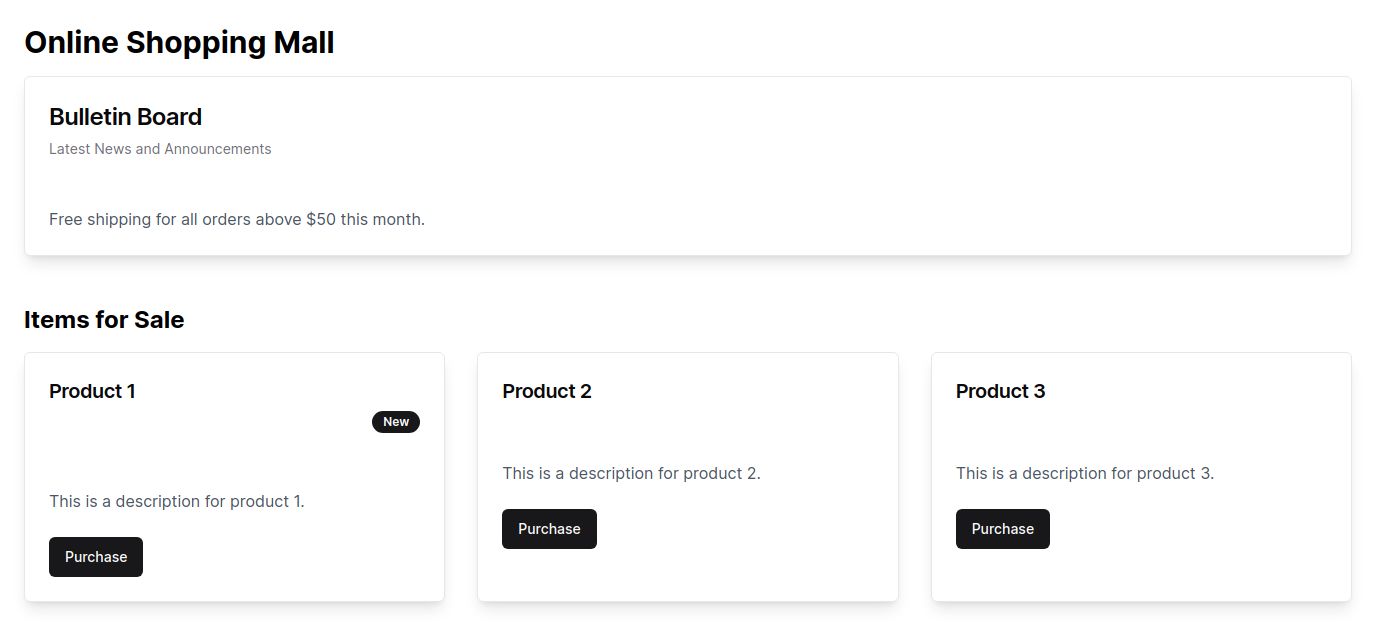 Online Shopping Mall
Bulletin Board
Latest News and Announcements
Free shipping for all orders above $50 this month.
Items for Sale
Product 1
New
This is a description for product 1.
Purchase
Product 2
This is a description for product 2.
Purchase
Product 3
This is a description for product 3.
Purchase